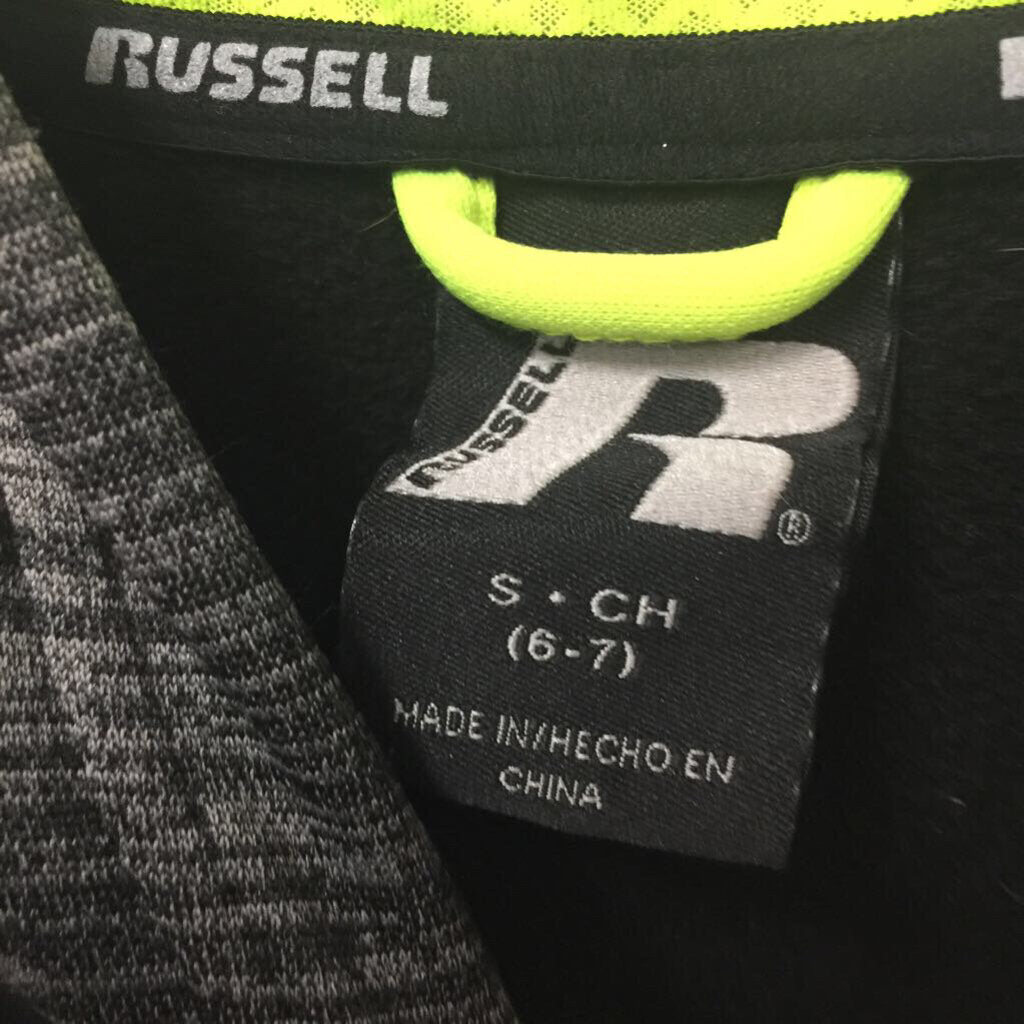 RUSSELL
RUSSELL
R®
S • CH
(6-7)
MADE IN/HECHO EN
CHINA